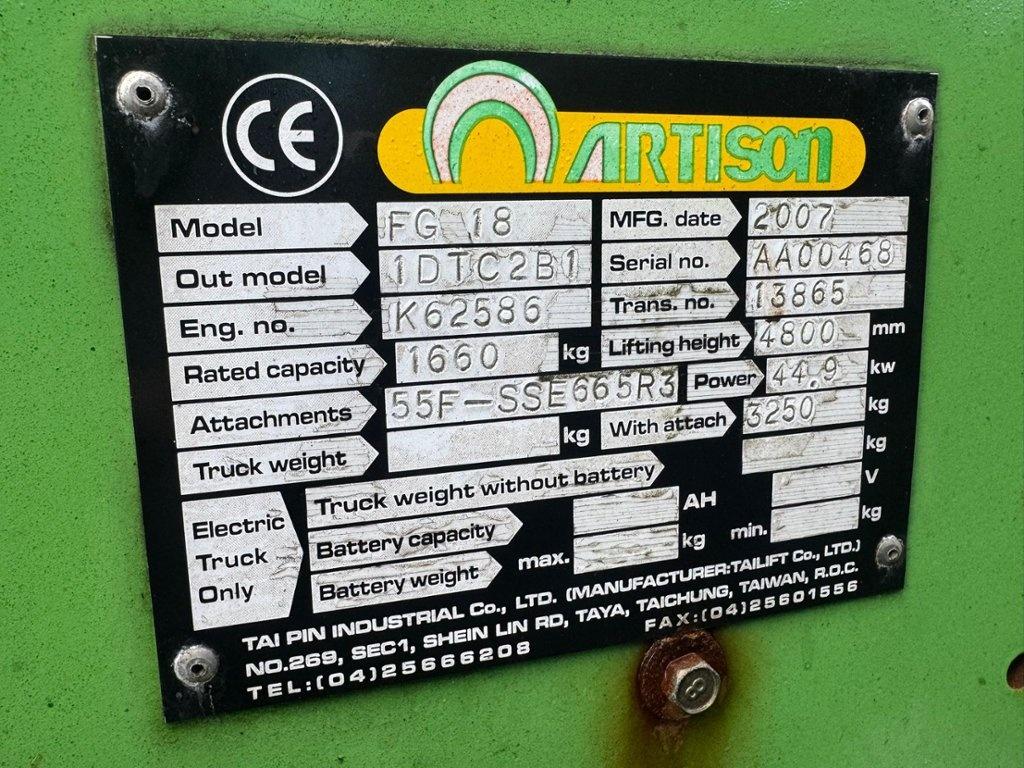 CE ARTISON
Model FG 18 MFG. date 2007
Out model 1DTC2B1 Serial no. AA00468
Eng. no. K62586 Trans. no. 13865
Rated capacity 1660 kg Lifting height 4800 mm
Attachments 55F-SSE665R3 Power 44.9 kw
Truck weight kg With attach 3250 kg
Electric Truck Only
Truck weight without battery kg
Battery capacity AH V
Battery weight max. kg min. kg
TAI PIN INDUSTRIAL Co., LTD. (MANUFACTURER:TAILIFT Co., LTD.)
NO.269, SEC1, SHEIN LIN RD, TAYA, TAICHUNG, TAIWAN, R.O.C.
TEL:(04)25666208 FAX:(04)25601556
8